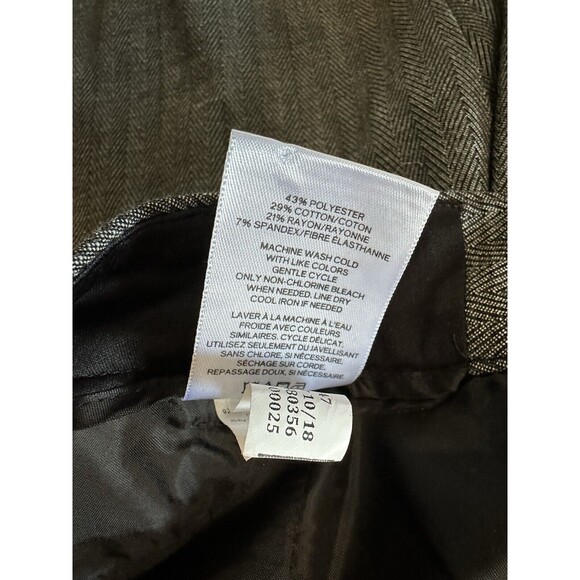 43% POLYESTER
29% COTTON/COTON
21% RAYON/RAYONNE
7% SPANDEX/FIBRE ÉLASTHANNE
MACHINE WASH COLD
WITH LIKE COLORS
GENTLE CYCLE
ONLY NON-CHLORINE BLEACH
WHEN NEEDED. LINE DRY
COOL IRON IF NEEDED
LAVER À LA MACHINE À L'EAU
FROIDE AVEC COULEURS
SIMILAIRES. CYCLE DÉLICAT.
UTILISEZ SEULEMENT DU JAVELLISANT
SANS CHLORE, SI NÉCESSAIRE.
SÉCHAGE SUR CORDE.
REPASSAGE DOUX, SI NÉCESSAIRE
10/18
80356
00025